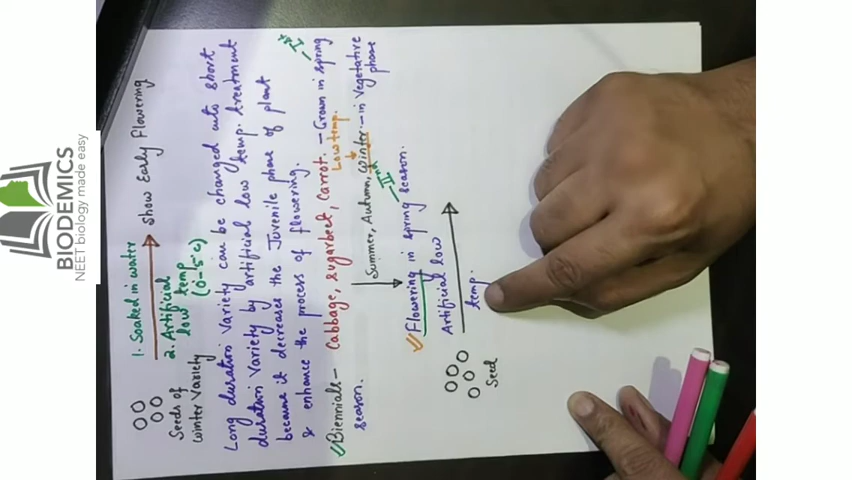 BIODEMICS
NEET biology made easy
1. Soaked in water
show Early Flowering
2. Artificial
low temp
(0-5°C)
Seeds of
winter Variety
Long duration Variety can be changed into short
duration Variety by artificial low temp. treatment
because it decreases the Juvenile phase of plant
& enhance the process of flowering.
Ist
✓Biennials - Cabbage, sugarbeet, Carrot. - Grown in spring
season.
Low temp.
Summer, Autumn, winter - in Vegetative
phase
IInd
✓Flowering in spring season.
Artificial low
temp.
Seed